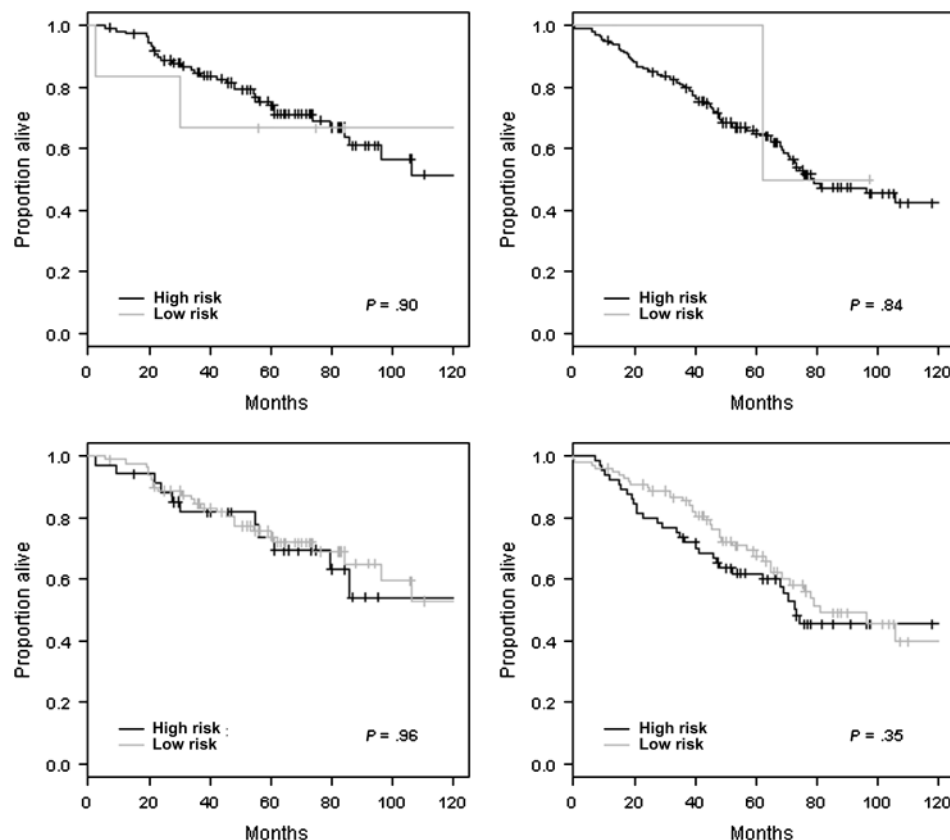 Proportion alive
1.0
0.8
0.6
0.4
0.2
0.0
High risk
Low risk
P = .90
0 20 40 60 80 100 120
Months
Proportion alive
1.0
0.8
0.6
0.4
0.2
0.0
High risk
Low risk
P = .84
0 20 40 60 80 100 120
Months
Proportion alive
1.0
0.8
0.6
0.4
0.2
0.0
High risk :
Low risk
P = .96
0 20 40 60 80 100 120
Months
Proportion alive
1.0
0.8
0.6
0.4
0.2
0.0
High risk
Low risk
P = .35
0 20 40 60 80 100 120
Months